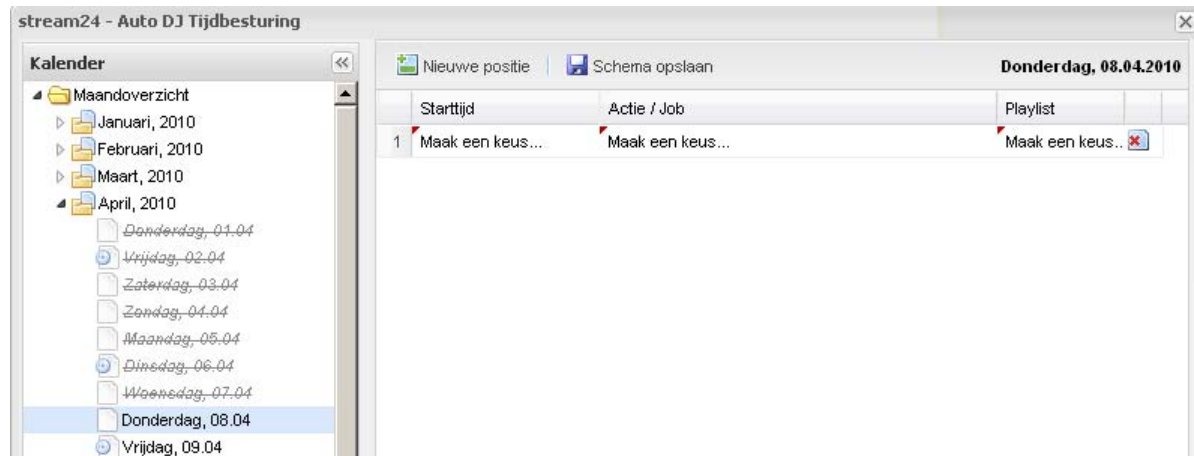 stream24 - Auto DJ Tijdbesturing
Kalender
Maandoverzicht
Januari, 2010
Februari, 2010
Maart, 2010
April, 2010
Donderdag, 01.04
Vrijdag, 02.04
Zaterdag, 03.04
Zondag, 04.04
Maandag, 05.04
Dinsdag, 06.04
Woensdag, 07.04
Donderdag, 08.04
Vrijdag, 09.04
Nieuwe positie Schema opslaan Donderdag, 08.04.2010
Starttijd Actie / Job Playlist
1 Maak een keus... Maak een keus... Maak een keus..